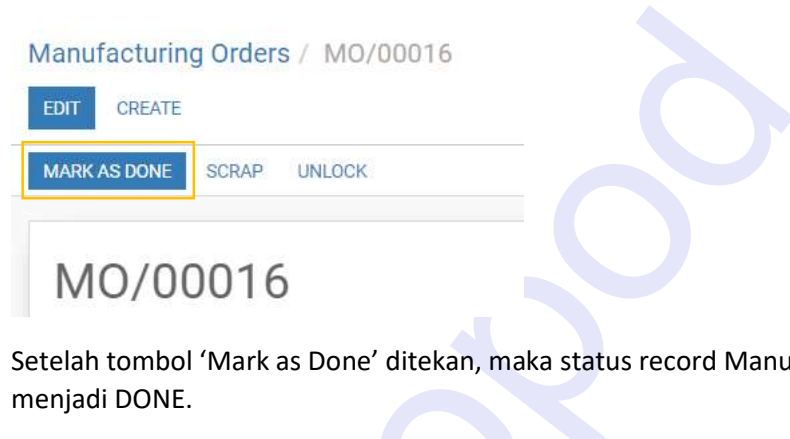 Manufacturing Orders / MO/00016
EDIT CREATE
MARK AS DONE SCRAP UNLOCK
MO/00016
Setelah tombol ‘Mark as Done’ ditekan, maka status record Manu
menjadi DONE.